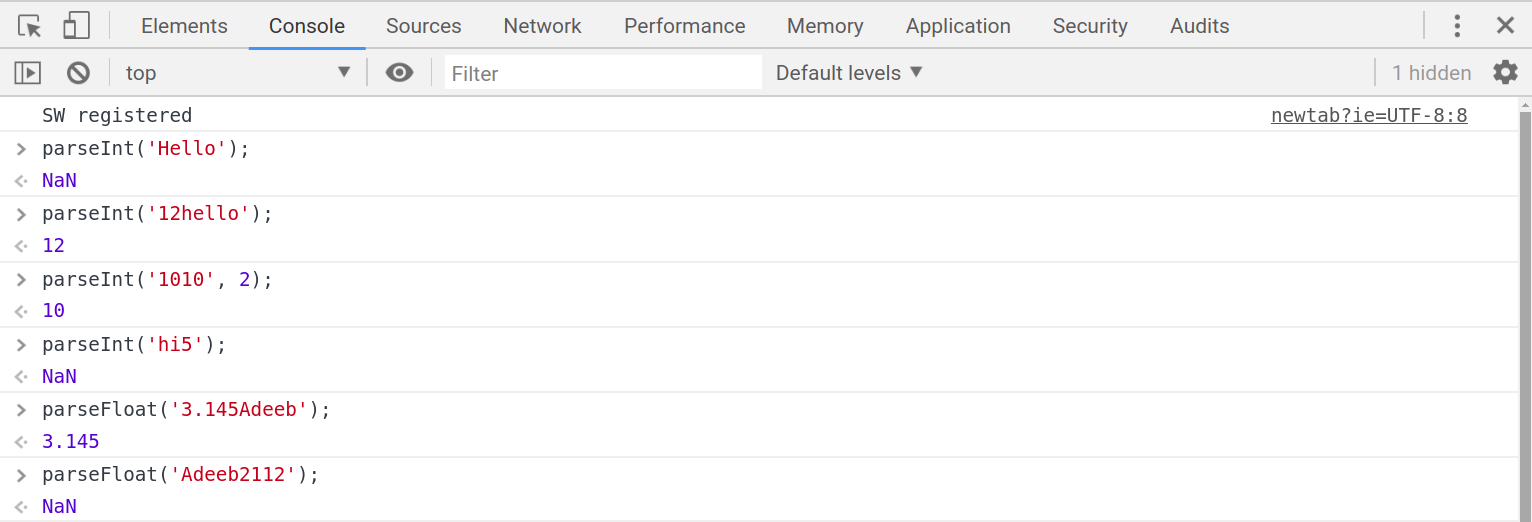 Elements Console Sources Network Performance Memory Application Security Audits
top Filter Default levels 1 hidden
SW registered newtab?ie=UTF-8:8
parseInt('Hello');
NaN
parseInt('12hello');
12
parseInt('1010', 2);
10
parseInt('hi5');
NaN
parseFloat('3.145Adeeb');
3.145
parseFloat('Adeeb2112');
NaN